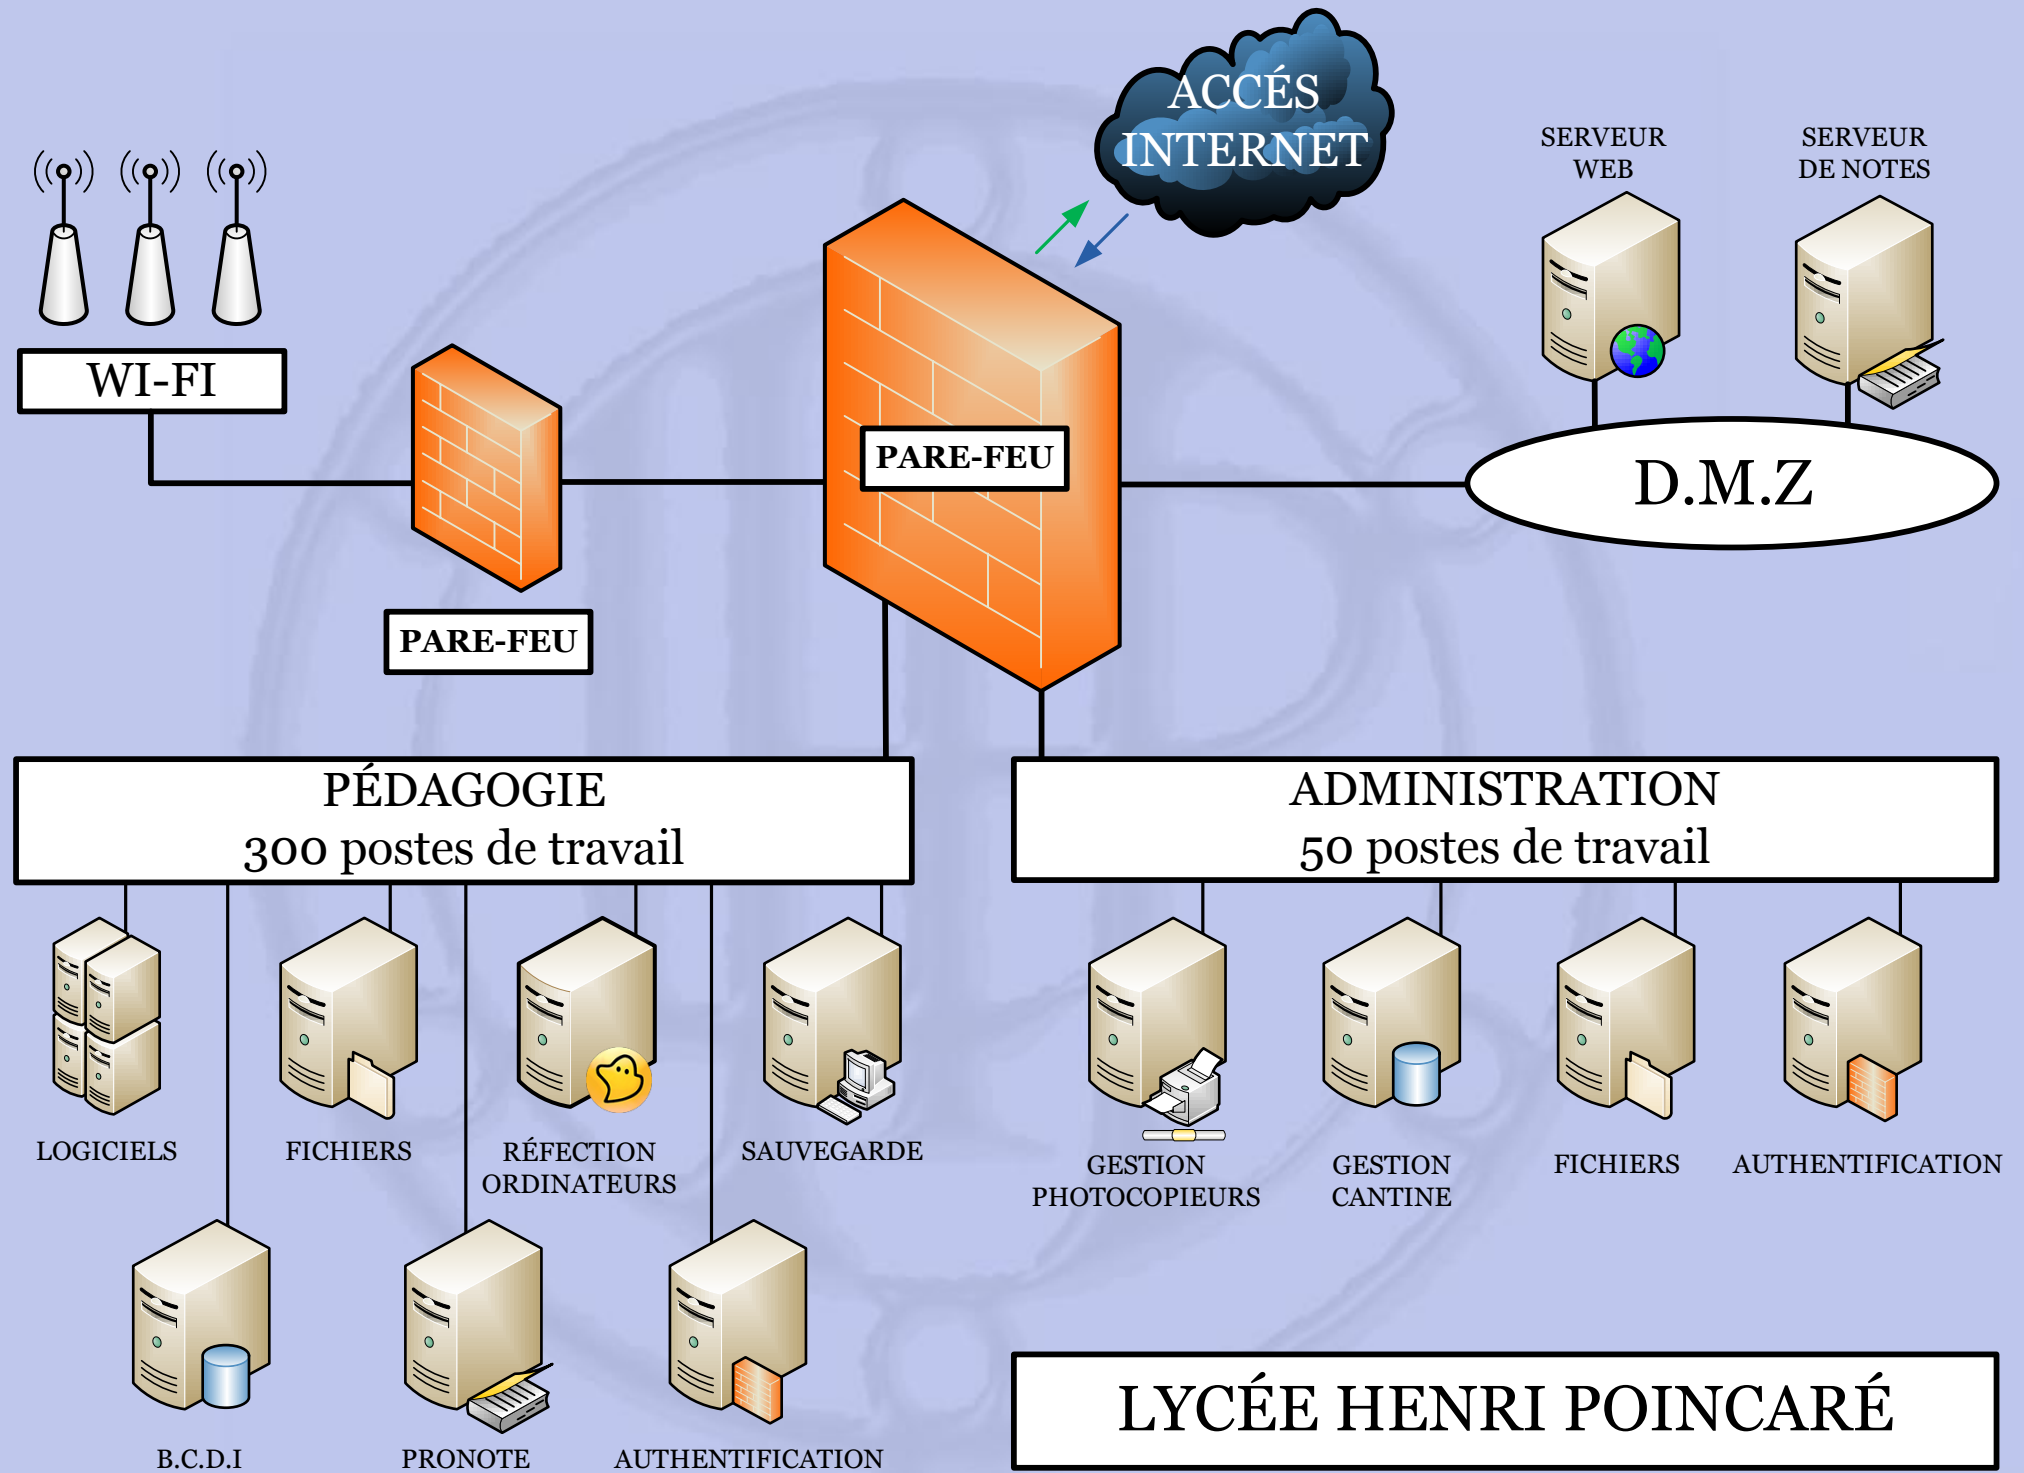 ACCÉS
INTERNET
SERVEUR
WEB
SERVEUR
DE NOTES
WI-FI
PARE-FEU
D.M.Z
PARE-FEU
PÉDAGOGIE
300 postes de travail
ADMINISTRATION
50 postes de travail
LOGICIELS
FICHIERS
RÉFECTION
ORDINATEURS
SAUVEGARDE
GESTION
PHOTOCOPIEURS
GESTION
CANTINE
FICHIERS
AUTHENTIFICATION
B.C.D.I
PRONOTE
AUTHENTIFICATION
LYCÉE HENRI POINCARÉ